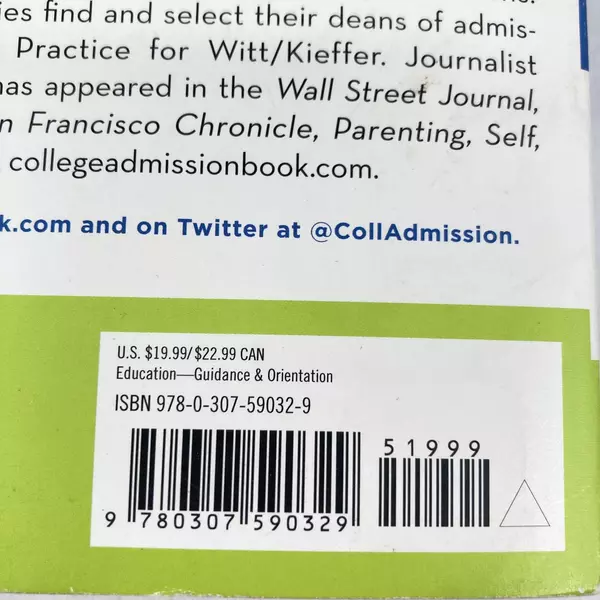 find and select their deans of admis-
Practice for Witt/Kieffer. Journalist
has appeared in the Wall Street Journal,
Francisco Chronicle, Parenting, Self,
collegeadmissionbook.com.
k.com and on Twitter at @CollAdmission.
U.S. $19.99/$22.99 CAN
Education—Guidance & Orientation
ISBN 978-0-307-59032-9
51999
9 780307 590329